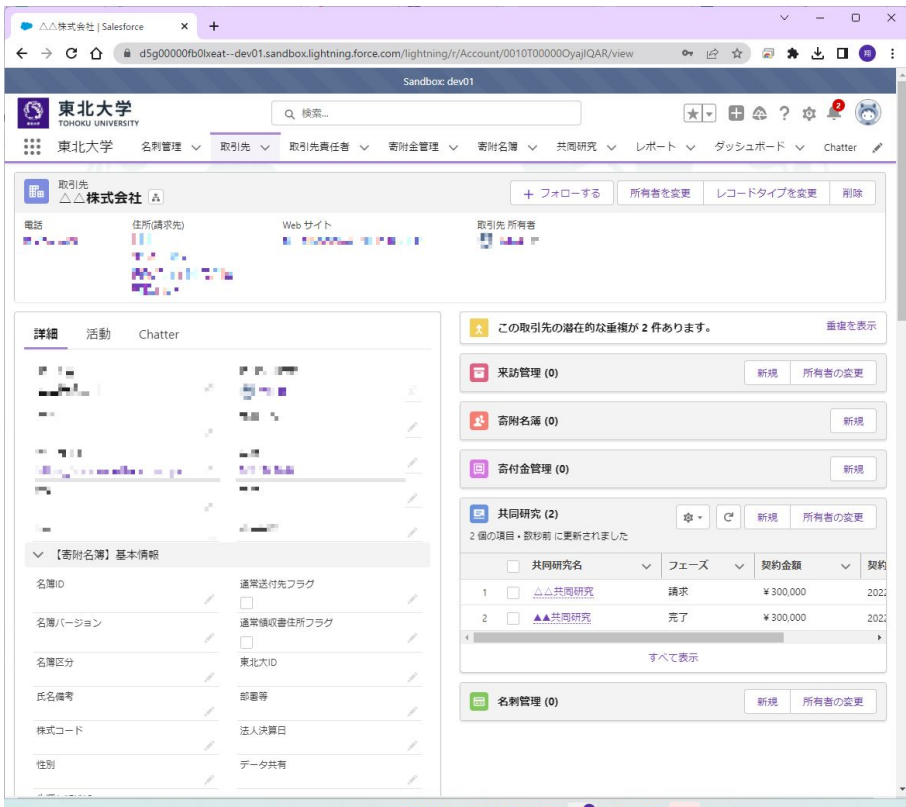 △△株式会社 | Salesforce
d5g00000fb0lxeat--dev01.sandbox.lightning.force.com/lightning/r/Account/0010T00000OyajIQAR/view
翔
Sandbox: dev01
東北大学
TOHOKU UNIVERSITY
検索...
2
東北大学 名刺管理 取引先 取引先責任者 寄附金管理 寄附名簿 共同研究 レポート ダッシュボード Chatter
取引先
△△株式会社
+ フォローする 所有者を変更 レコードタイプを変更 削除
電話 住所(請求先) Web サイト 取引先 所有者
詳細 活動 Chatter
【寄附名簿】基本情報
名簿ID 通常送付先フラグ
名簿バージョン 通常領収書住所フラグ
名簿区分 東北大ID
氏名備考 部署等
株式コード 法人決算日
性別 データ共有
この取引先の潜在的な重複が 2 件あります。 重複を表示
来訪管理 (0) 新規 所有者の変更
寄附名簿 (0) 新規
寄付金管理 (0) 新規
共同研究 (2) 新規 所有者の変更
2 個の項目・数秒前 に更新されました
共同研究名 フェーズ 契約金額 契約
1 △△共同研究 請求 ¥300,000 2022
2 ▲▲共同研究 完了 ¥300,000 2022
すべて表示
名刺管理 (0) 新規 所有者の変更